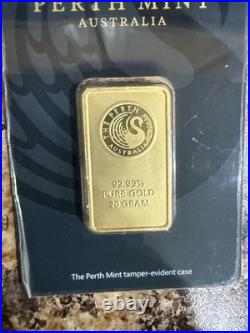 PERTH MINT
AUSTRALIA
THE PERTH MINT
AUSTRALIA
99.99%
PURE GOLD
20 GRAM
The Perth Mint tamper-evident case